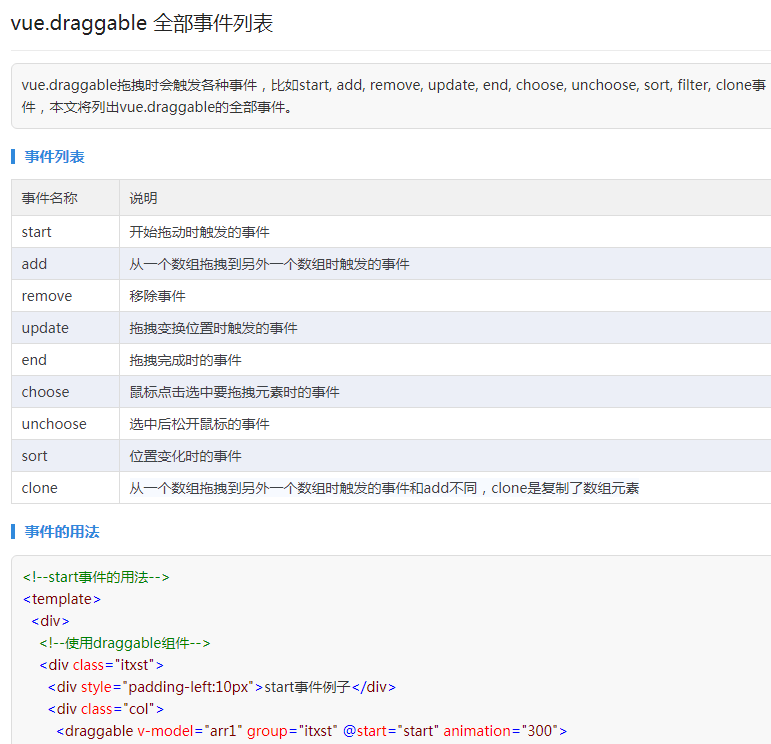 vue.draggable 全部事件列表
vue.draggable拖拽时会触发各种事件，比如start, add, remove, update, end, choose, unchoose, sort, filter, clone事
件，本文将列出vue.draggable的全部事件。
事件列表
事件名称 说明
start 开始拖动时触发的事件
add 从一个数组拖拽到另外一个数组时触发的事件
remove 移除事件
update 拖拽变换位置时触发的事件
end 拖拽完成时的事件
choose 鼠标点击选中要拖拽元素时的事件
unchoose 选中后松开鼠标的事件
sort 位置变化时的事件
clone 从一个数组拖拽到另外一个数组时触发的事件和add不同，clone是复制了数组元素
事件的用法
<!--start事件的用法-->
<template>
<div>
<!--使用draggable组件-->
<div class="itxst">
<div style="padding-left:10px">start事件例子</div>
<div class="col">
<draggable v-model="arr1" group="itxst" @start="start" animation="300">